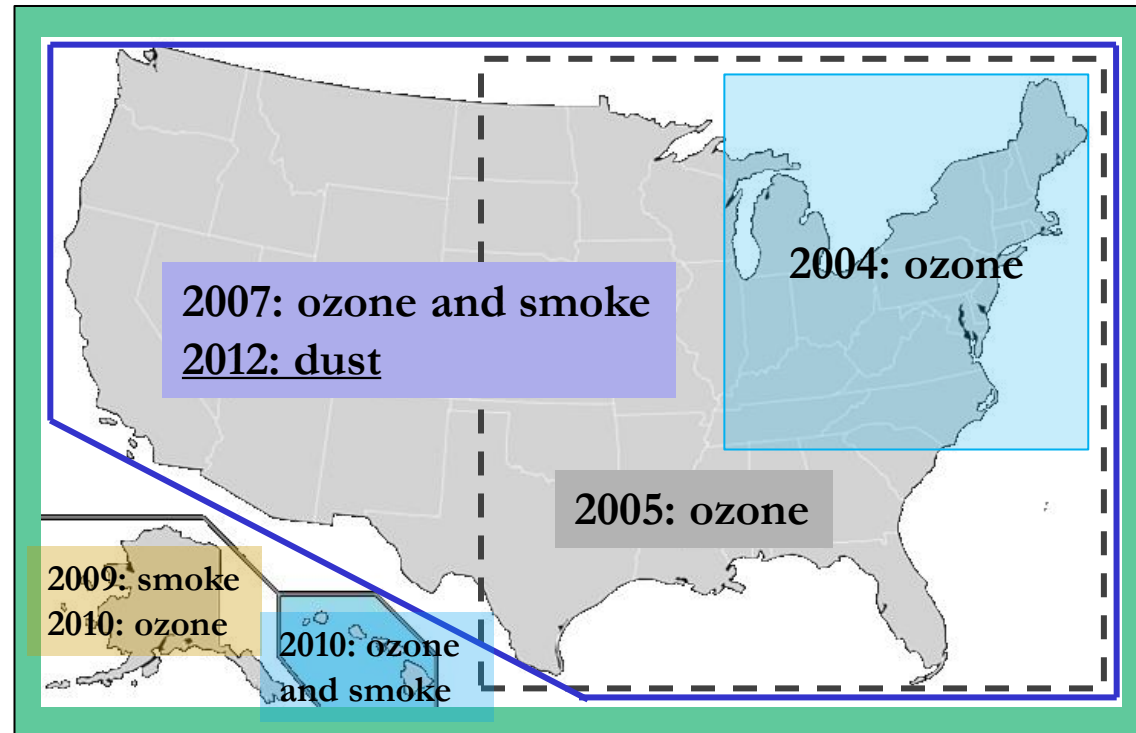 2004: ozone
2007: ozone and smoke
2012: dust
2005: ozone
2009: smoke
2010: ozone
2010: ozone
and smoke